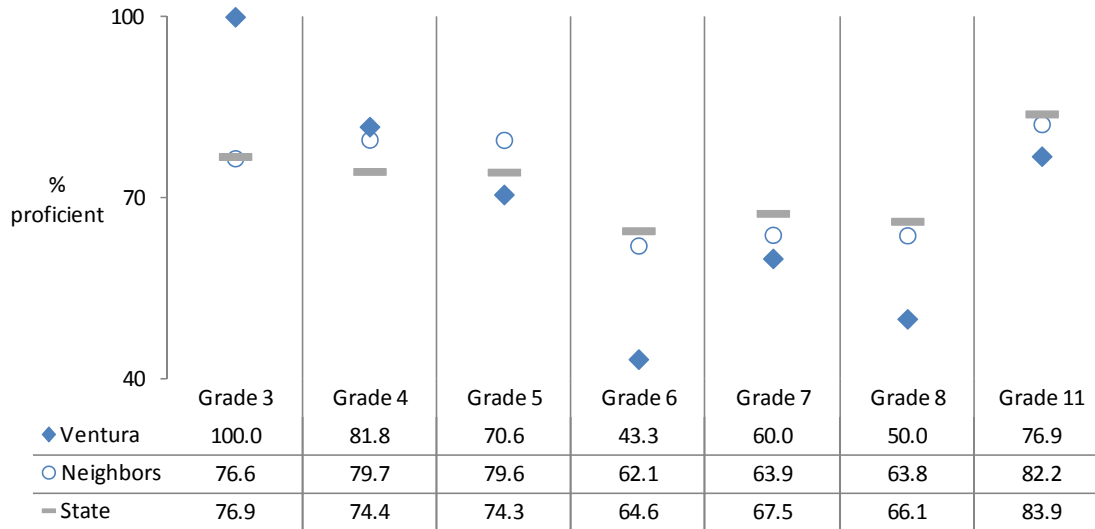 100
%
proficient
70
40
Grade 3 Grade 4 Grade 5 Grade 6 Grade 7 Grade 8 Grade 11
Ventura 100.0 81.8 70.6 43.3 60.0 50.0 76.9
Neighbors 76.6 79.7 79.6 62.1 63.9 63.8 82.2
State 76.9 74.4 74.3 64.6 67.5 66.1 83.9